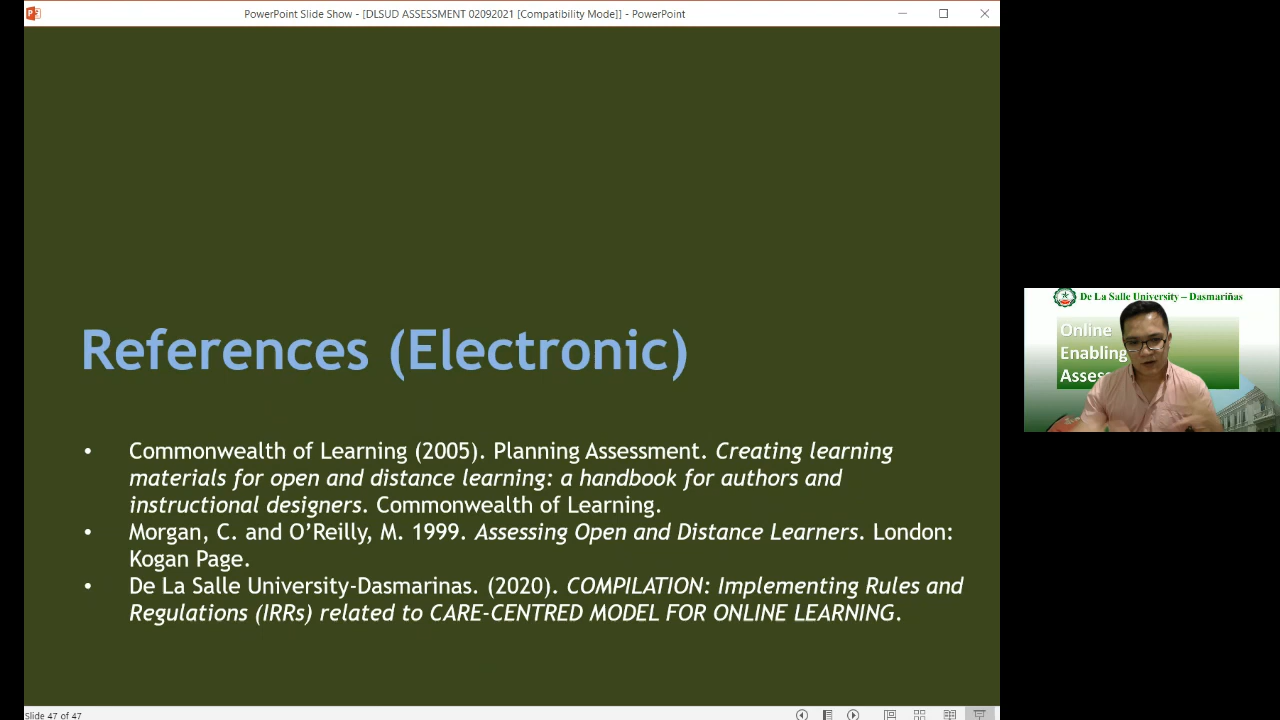 PowerPoint Slide Show - [DLSUD ASSESSMENT 02092021 [Compatibility Mode]] - PowerPoint
References (Electronic)
• Commonwealth of Learning (2005). Planning Assessment. Creating learning
materials for open and distance learning: a handbook for authors and
instructional designers. Commonwealth of Learning.
• Morgan, C. and O’Reilly, M. 1999. Assessing Open and Distance Learners. London:
Kogan Page.
• De La Salle University-Dasmarinas. (2020). COMPILATION: Implementing Rules and
Regulations (IRRs) related to CARE-CENTRED MODEL FOR ONLINE LEARNING.
Slide 47 of 47
De La Salle University – Dasmariñas
Online
Enabling
Asses